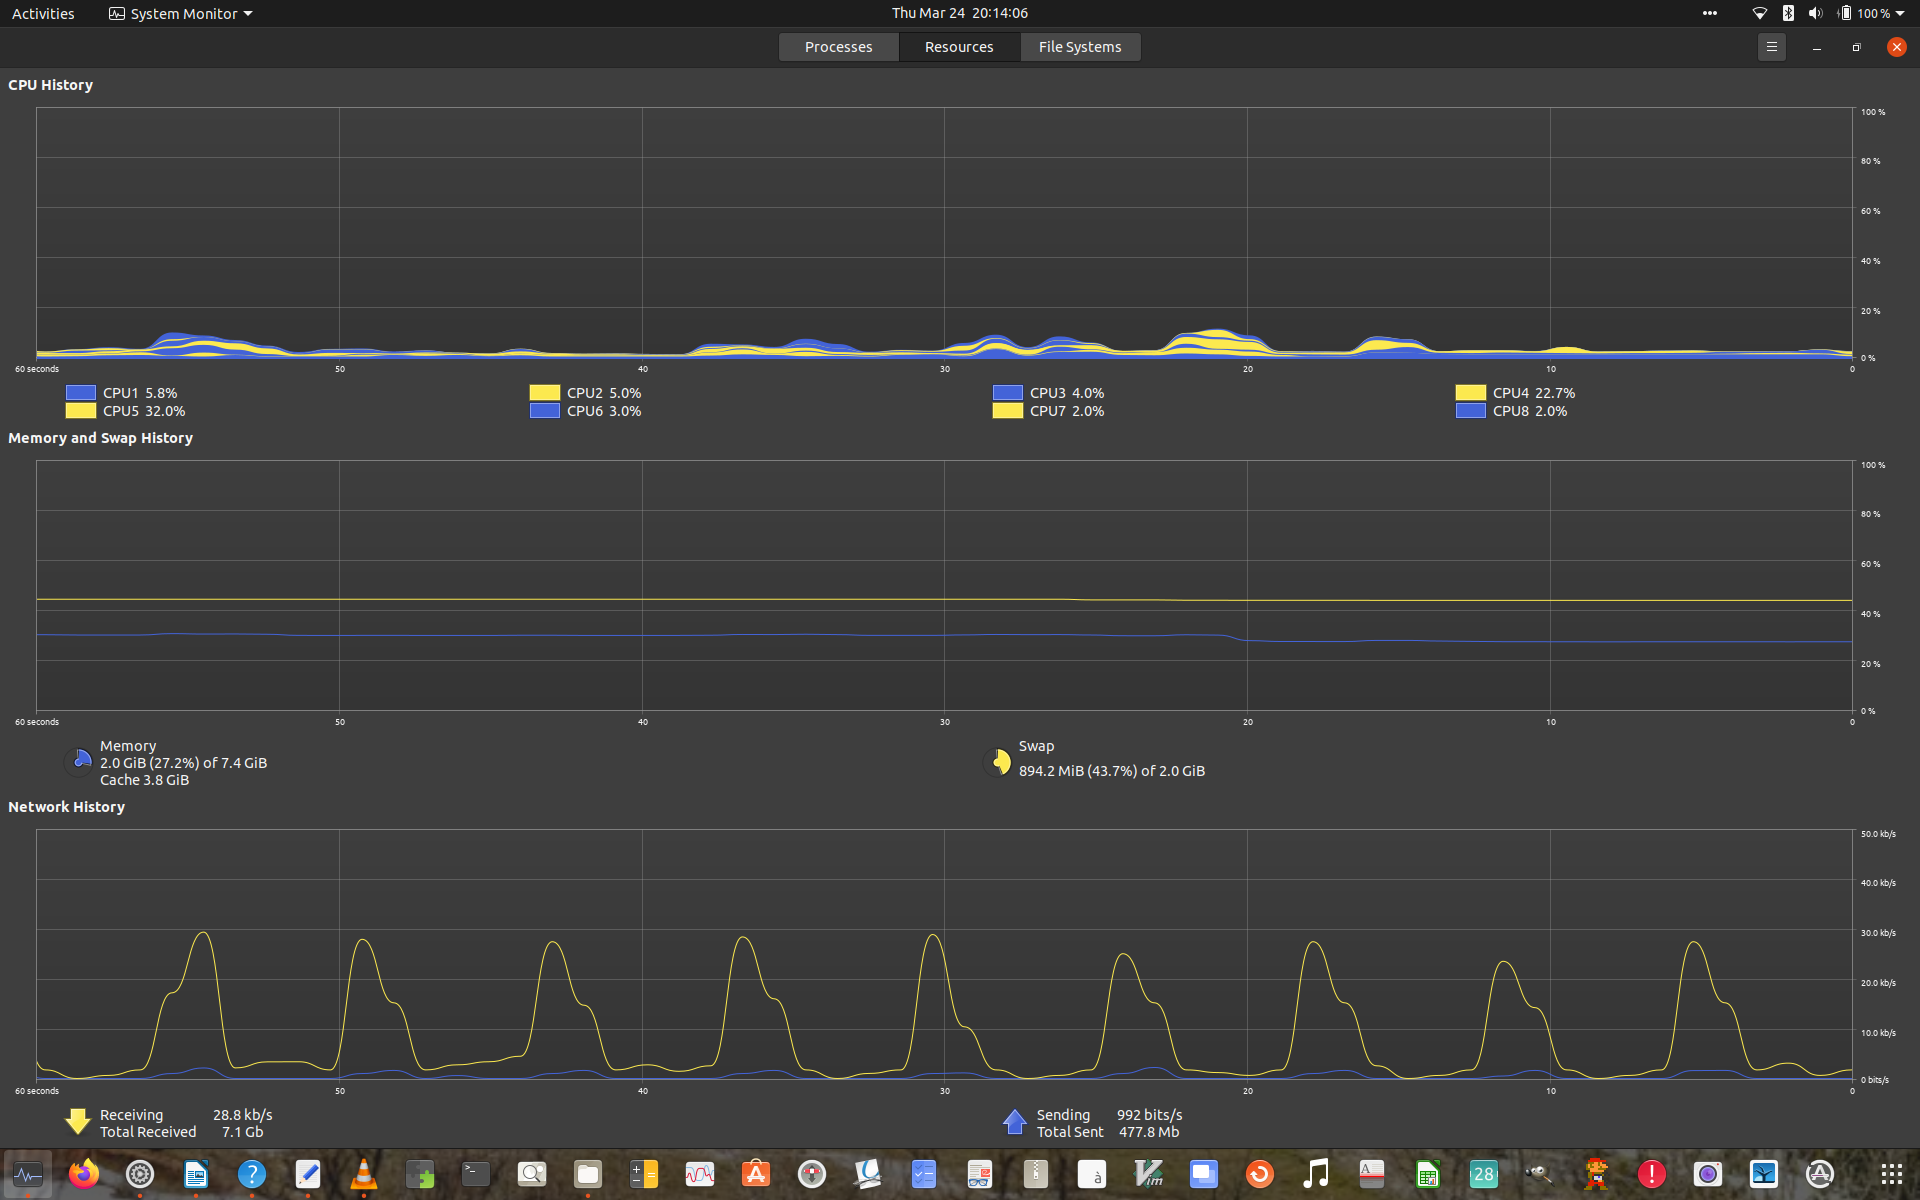 Activities
System Monitor
Thu Mar 24 20:14:06
100 %
Processes
Resources
File Systems
CPU History
100 %
80 %
60 %
40 %
20 %
0 %
60 seconds
50
40
30
20
10
0
CPU1 5.8%
CPU2 5.0%
CPU3 4.0%
CPU4 22.7%
CPU5 32.0%
CPU6 3.0%
CPU7 2.0%
CPU8 2.0%
Memory and Swap History
100 %
80 %
60 %
40 %
20 %
0 %
60 seconds
50
40
30
20
10
0
Memory
2.0 GiB (27.2%) of 7.4 GiB
Cache 3.8 GiB
Swap
894.2 MiB (43.7%) of 2.0 GiB
Network History
50.0 kb/s
40.0 kb/s
30.0 kb/s
20.0 kb/s
10.0 kb/s
0 bits/s
60 seconds
50
40
30
20
10
0
Receiving 28.8 kb/s
Total Received 7.1 Gb
Sending 992 bits/s
Total Sent 477.8 Mb
?
>_
à
Vim
A
28
!